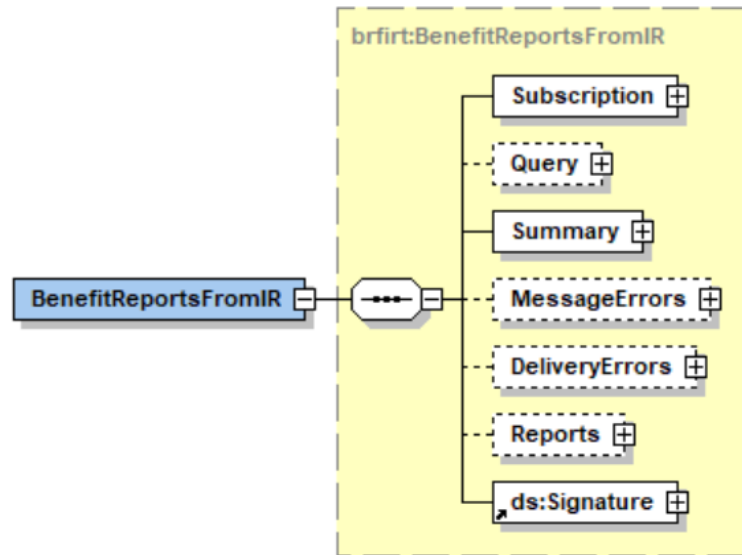 brfirt:BenefitReportsFromIR
Subscription
Query
Summary
BenefitReportsFromIR
MessageErrors
DeliveryErrors
Reports
ds:Signature